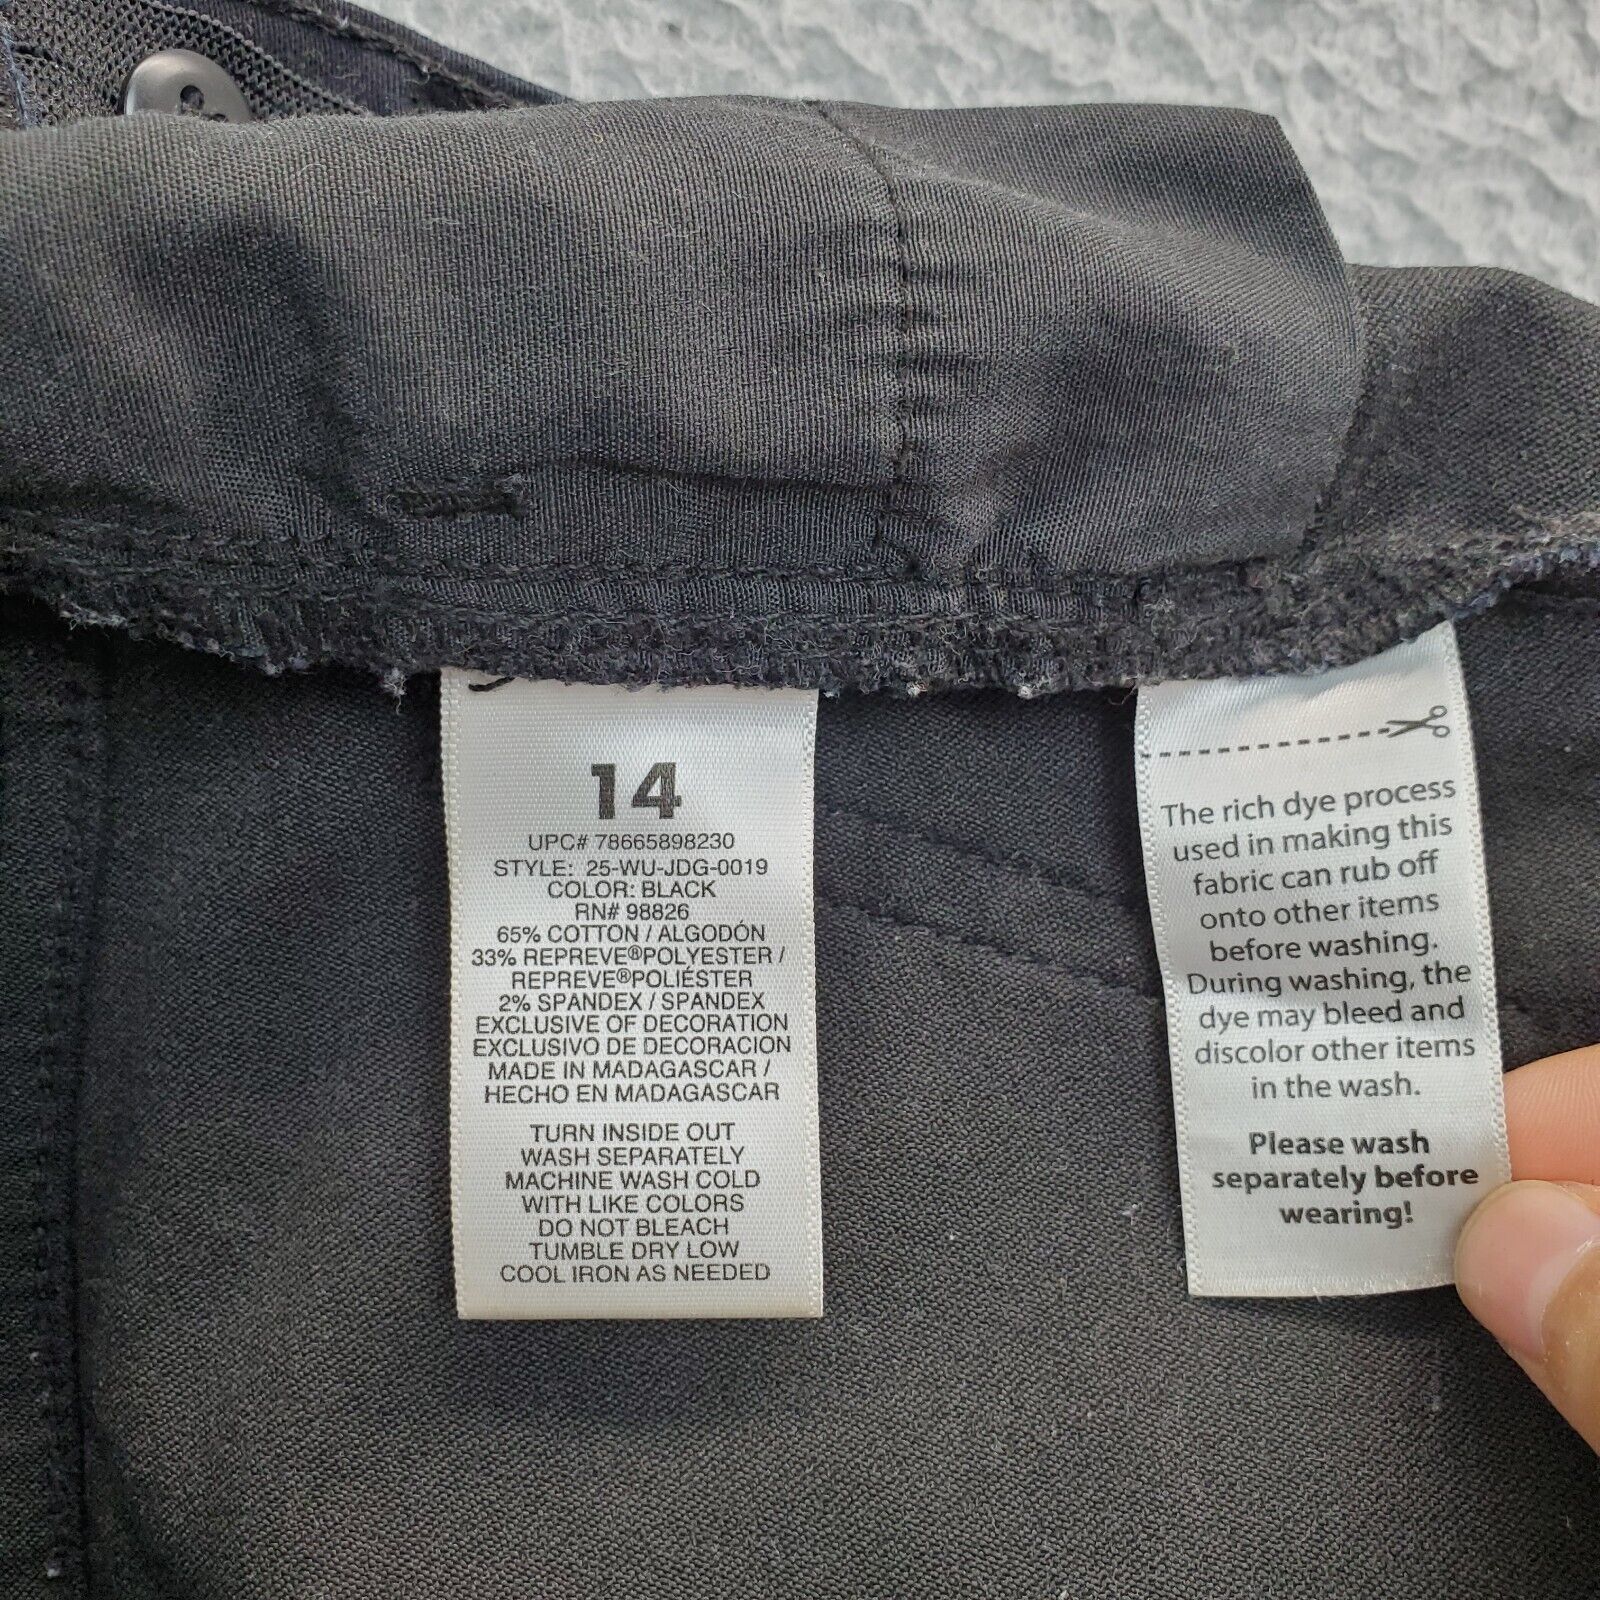 14
UPC# 78665898230
STYLE: 25-WU-JDG-0019
COLOR: BLACK
RN# 98826
65% COTTON / ALGODÓN
33% REPREVE®POLYESTER /
REPREVE®POLIÉSTER
2% SPANDEX / SPANDEX
EXCLUSIVE OF DECORATION
EXCLUSIVO DE DECORACION
MADE IN MADAGASCAR /
HECHO EN MADAGASCAR
TURN INSIDE OUT
WASH SEPARATELY
MACHINE WASH COLD
WITH LIKE COLORS
DO NOT BLEACH
TUMBLE DRY LOW
COOL IRON AS NEEDED
The rich dye process
used in making this
fabric can rub off
onto other items
before washing.
During washing, the
dye may bleed and
discolor other items
in the wash.
Please wash
separately before
wearing!